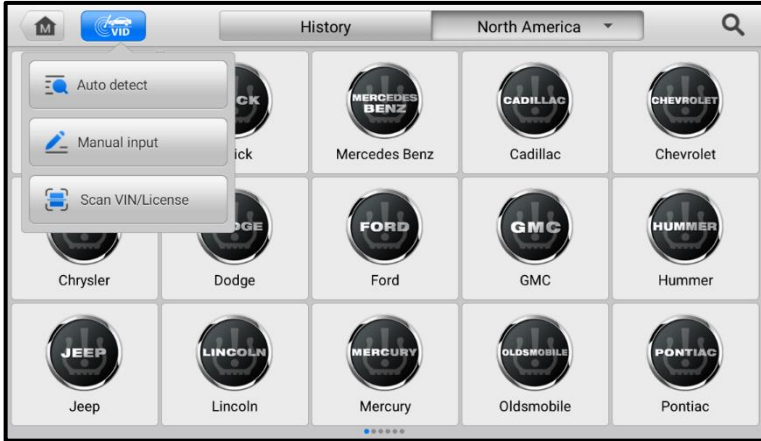 M
VID
History
North America
Auto detect
Manual input
Scan VIN/License
CK
ick
MERCEDES
BENZ
Mercedes Benz
CADILLAC
Cadillac
CHEVROLET
Chevrolet
Chrysler
DGE
Dodge
FORD
Ford
GMC
GMC
HUMMER
Hummer
JEEP
Jeep
LINCOLN
Lincoln
MERCURY
Mercury
OLDSMOBILE
Oldsmobile
PONTIAC
Pontiac